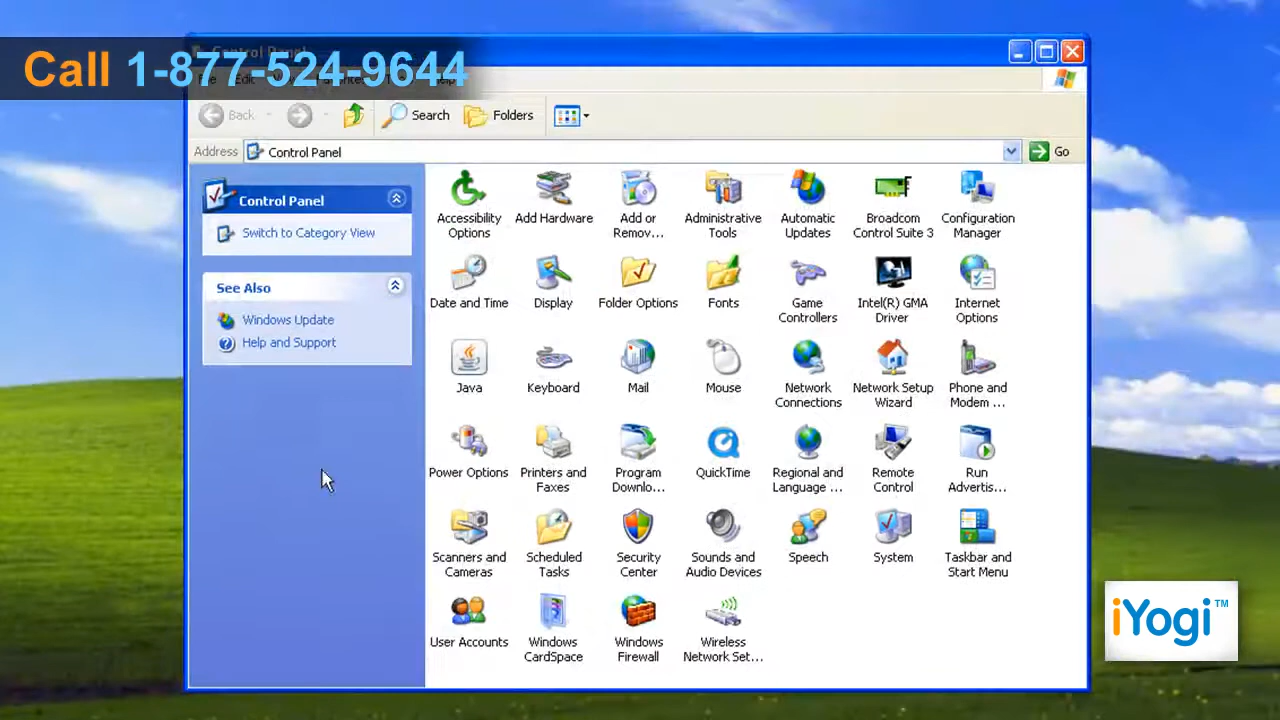 Control Panel
Call 1-877-524-9644
Back
Search
Folders
Address
Control Panel
Go
Control Panel
Switch to Category View
See Also
Windows Update
Help and Support
Accessibility
Options
Add Hardware
Add or
Remov...
Administrative
Tools
Automatic
Updates
Broadcom
Control Suite 3
Configuration
Manager
Date and Time
Display
Folder Options
Fonts
Game
Controllers
Intel(R) GMA
Driver
Internet
Options
Java
Keyboard
Mail
Mouse
Network
Connections
Network Setup
Wizard
Phone and
Modem ...
Power Options
Printers and
Faxes
Program
Downlo...
QuickTime
Regional and
Language ...
Remote
Control
Run
Advertis...
Scanners and
Cameras
Scheduled
Tasks
Security
Center
Sounds and
Audio Devices
Speech
System
Taskbar and
Start Menu
User Accounts
Windows
CardSpace
Windows
Firewall
Wireless
Network Set...
iYogi™